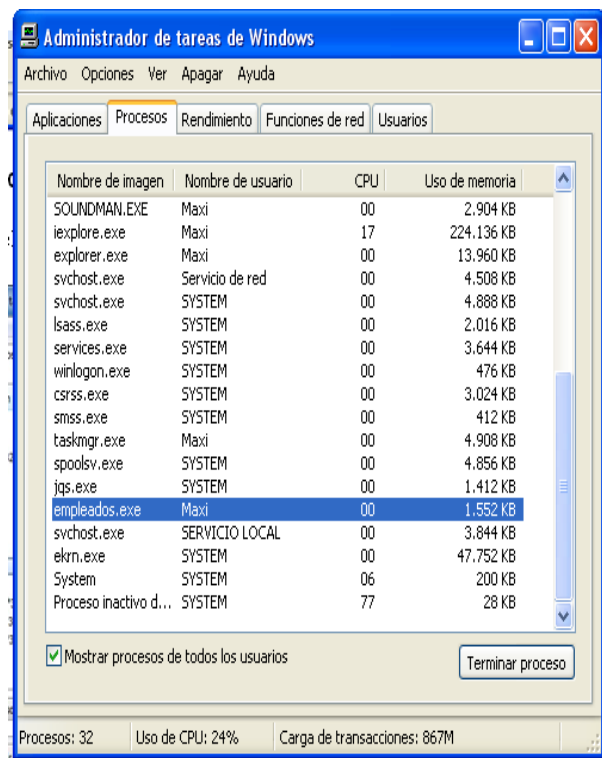 Administrador de tareas de Windows
Archivo Opciones Ver Apagar Ayuda
Aplicaciones Procesos Rendimiento Funciones de red Usuarios
Nombre de imagen Nombre de usuario CPU Uso de memoria
SOUNDMAN.EXE Maxi 00 2.904 KB
iexplore.exe Maxi 17 224.136 KB
explorer.exe Maxi 00 13.960 KB
svchost.exe Servicio de red 00 4.508 KB
svchost.exe SYSTEM 00 4.888 KB
lsass.exe SYSTEM 00 2.016 KB
services.exe SYSTEM 00 3.644 KB
winlogon.exe SYSTEM 00 476 KB
csrss.exe SYSTEM 00 3.024 KB
smss.exe SYSTEM 00 412 KB
taskmgr.exe Maxi 00 4.908 KB
spoolsv.exe SYSTEM 00 4.856 KB
jqs.exe SYSTEM 00 1.412 KB
empleados.exe Maxi 00 1.552 KB
svchost.exe SERVICIO LOCAL 00 3.844 KB
ekrn.exe SYSTEM 00 47.752 KB
System SYSTEM 06 200 KB
Proceso inactivo d... SYSTEM 77 28 KB
Mostrar procesos de todos los usuarios
Terminar proceso
Procesos: 32 Uso de CPU: 24% Carga de transacciones: 867M